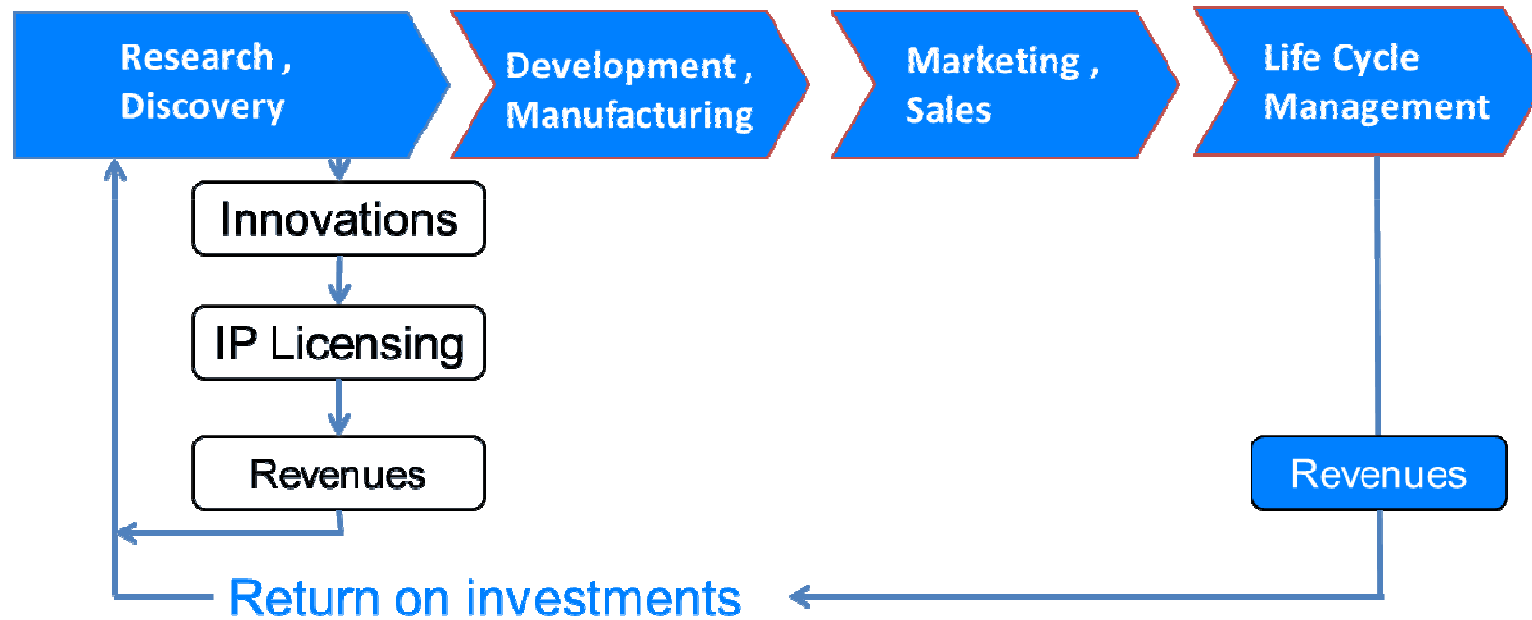 Research ,
Discovery
Development ,
Manufacturing
Marketing ,
Sales
Life Cycle
Management
Innovations
IP Licensing
Revenues
Revenues
Return on investments